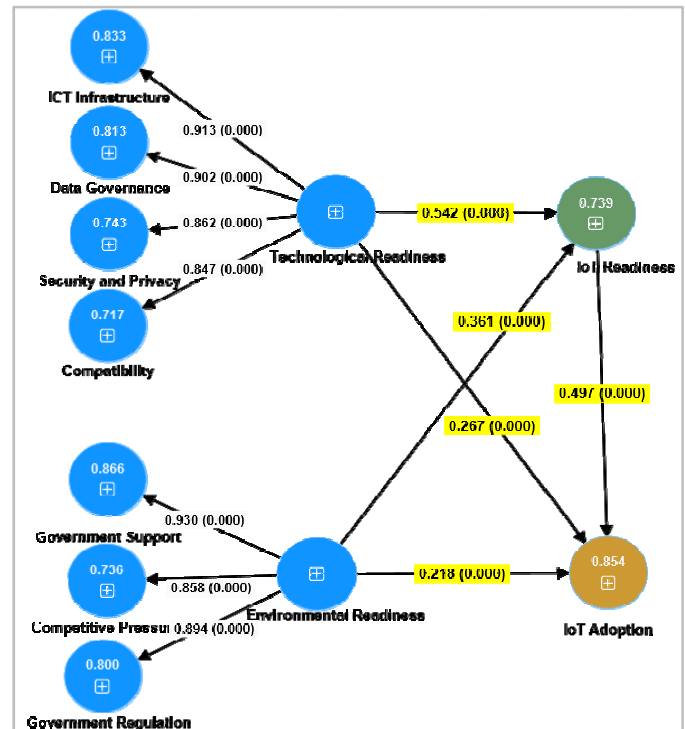 0.833
ICT Infrastructure
0.913 (0.000)
0.813
Data Governance
0.902 (0.000)
0.743
Security and Privacy
0.862 (0.000)
0.847 (0.000)
0.717
Compatibility
Technological Readiness
0.542 (0.000)
0.739
IoT Readiness
0.361 (0.000)
0.497 (0.000)
0.267 (0.000)
0.866
Government Support
0.930 (0.000)
0.736
Competitive Pressu
0.858 (0.000)
0.894 (0.000)
Environmental Readiness
0.218 (0.000)
0.854
IoT Adoption
0.800
Government Regulation